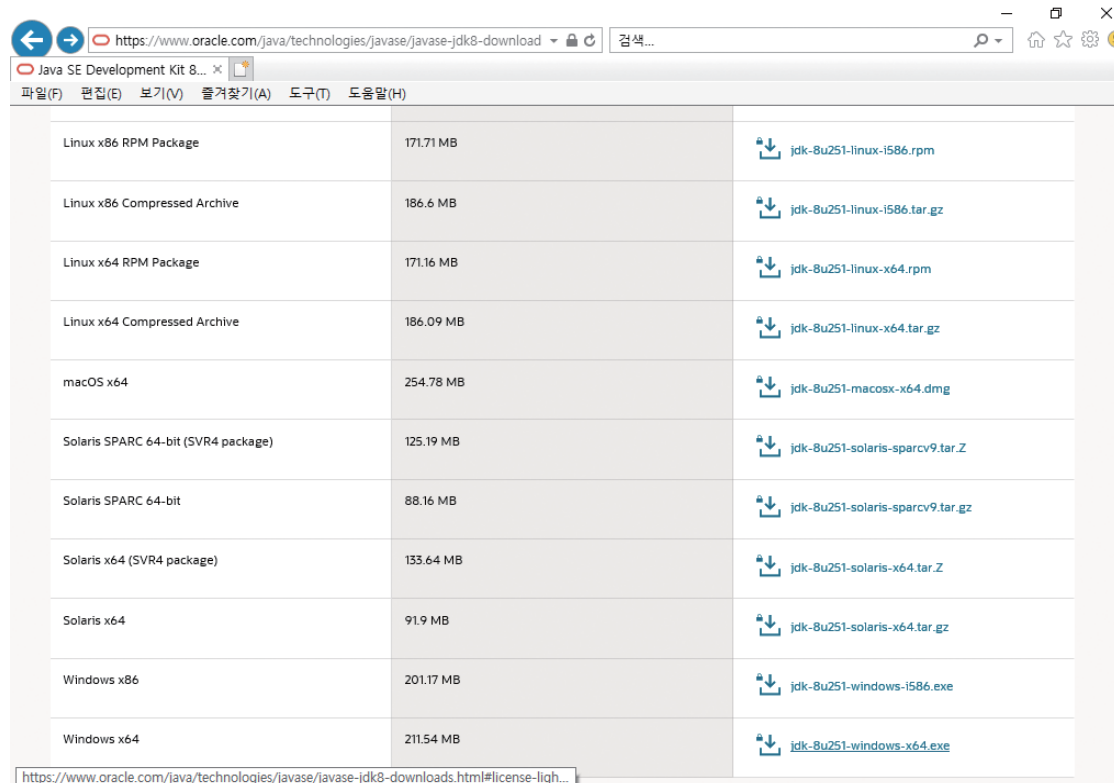 https://www.oracle.com/java/technologies/javase/javase-jdk8-download
검색...
Java SE Development Kit 8...
파일(F) 편집(E) 보기(V) 즐겨찾기(A) 도구(T) 도움말(H)
Linux x86 RPM Package 171.71 MB jdk-8u251-linux-i586.rpm
Linux x86 Compressed Archive 186.6 MB jdk-8u251-linux-i586.tar.gz
Linux x64 RPM Package 171.16 MB jdk-8u251-linux-x64.rpm
Linux x64 Compressed Archive 186.09 MB jdk-8u251-linux-x64.tar.gz
macOS x64 254.78 MB jdk-8u251-macosx-x64.dmg
Solaris SPARC 64-bit (SVR4 package) 125.19 MB jdk-8u251-solaris-sparcv9.tar.Z
Solaris SPARC 64-bit 88.16 MB jdk-8u251-solaris-sparcv9.tar.gz
Solaris x64 (SVR4 package) 133.64 MB jdk-8u251-solaris-x64.tar.Z
Solaris x64 91.9 MB jdk-8u251-solaris-x64.tar.gz
Windows x86 201.17 MB jdk-8u251-windows-i586.exe
Windows x64 211.54 MB jdk-8u251-windows-x64.exe
https://www.oracle.com/java/technologies/javase/javase-jdk8-downloads.html#license-ligh...